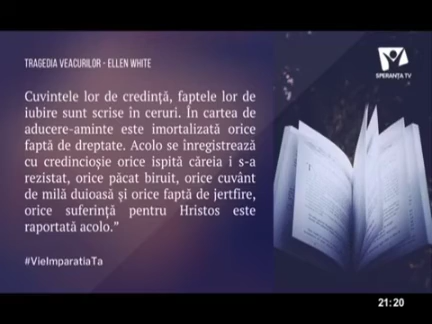 TRAGEDIA VEACURILOR - ELLEN WHITE
SPERANȚA TV
Cuvintele lor de credință, faptele lor de
iubire sunt scrise în ceruri. În cartea de
aducere-aminte este imortalizată orice
faptă de dreptate. Acolo se înregistrează
cu credincioșie orice ispită căreia i s-a
rezistat, orice păcat biruit, orice cuvânt
de milă duioasă și orice faptă de jertfire,
orice suferință pentru Hristos este
raportată acolo.”
#VieImparatiaTa
21:20